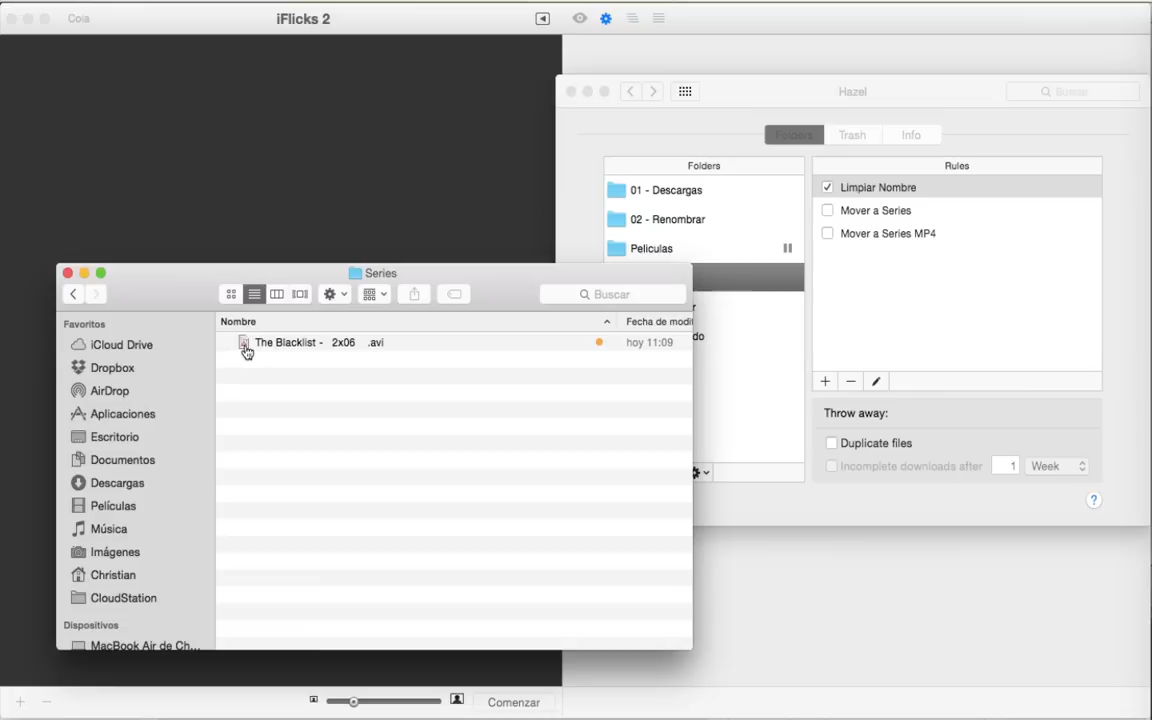 Cola
iFlicks 2
Hazel
Buscar
Folders
Trash
Info
Folders
01 - Descargas
02 - Renombrar
Peliculas
do
Rules
Limpiar Nombre
Mover a Series
Mover a Series MP4
Throw away:
Duplicate files
Incomplete downloads after 1 Week
?
Series
Buscar
Favoritos
iCloud Drive
Dropbox
AirDrop
Aplicaciones
Escritorio
Documentos
Descargas
Películas
Música
Imágenes
Christian
CloudStation
Dispositivos
MacBook Air de Ch...
Nombre
Fecha de modi
The Blacklist - 2x06 .avi
hoy 11:09
Comenzar